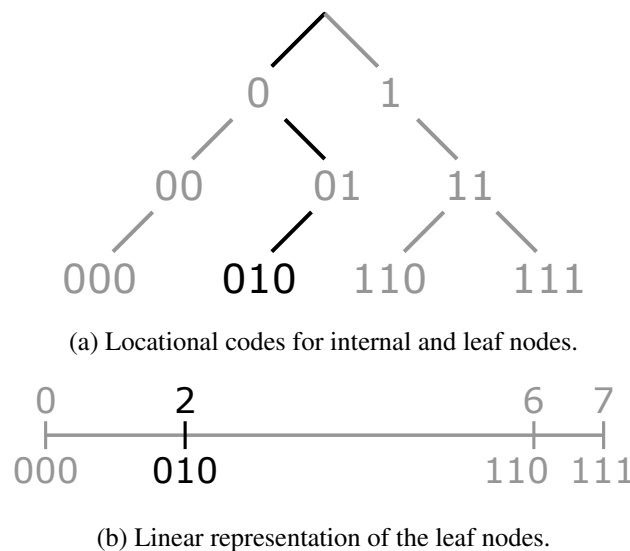 0 1
00 01 11
000 010 110 111
(a) Locational codes for internal and leaf nodes.
0 2 6 7
000 010 110 111
(b) Linear representation of the leaf nodes.